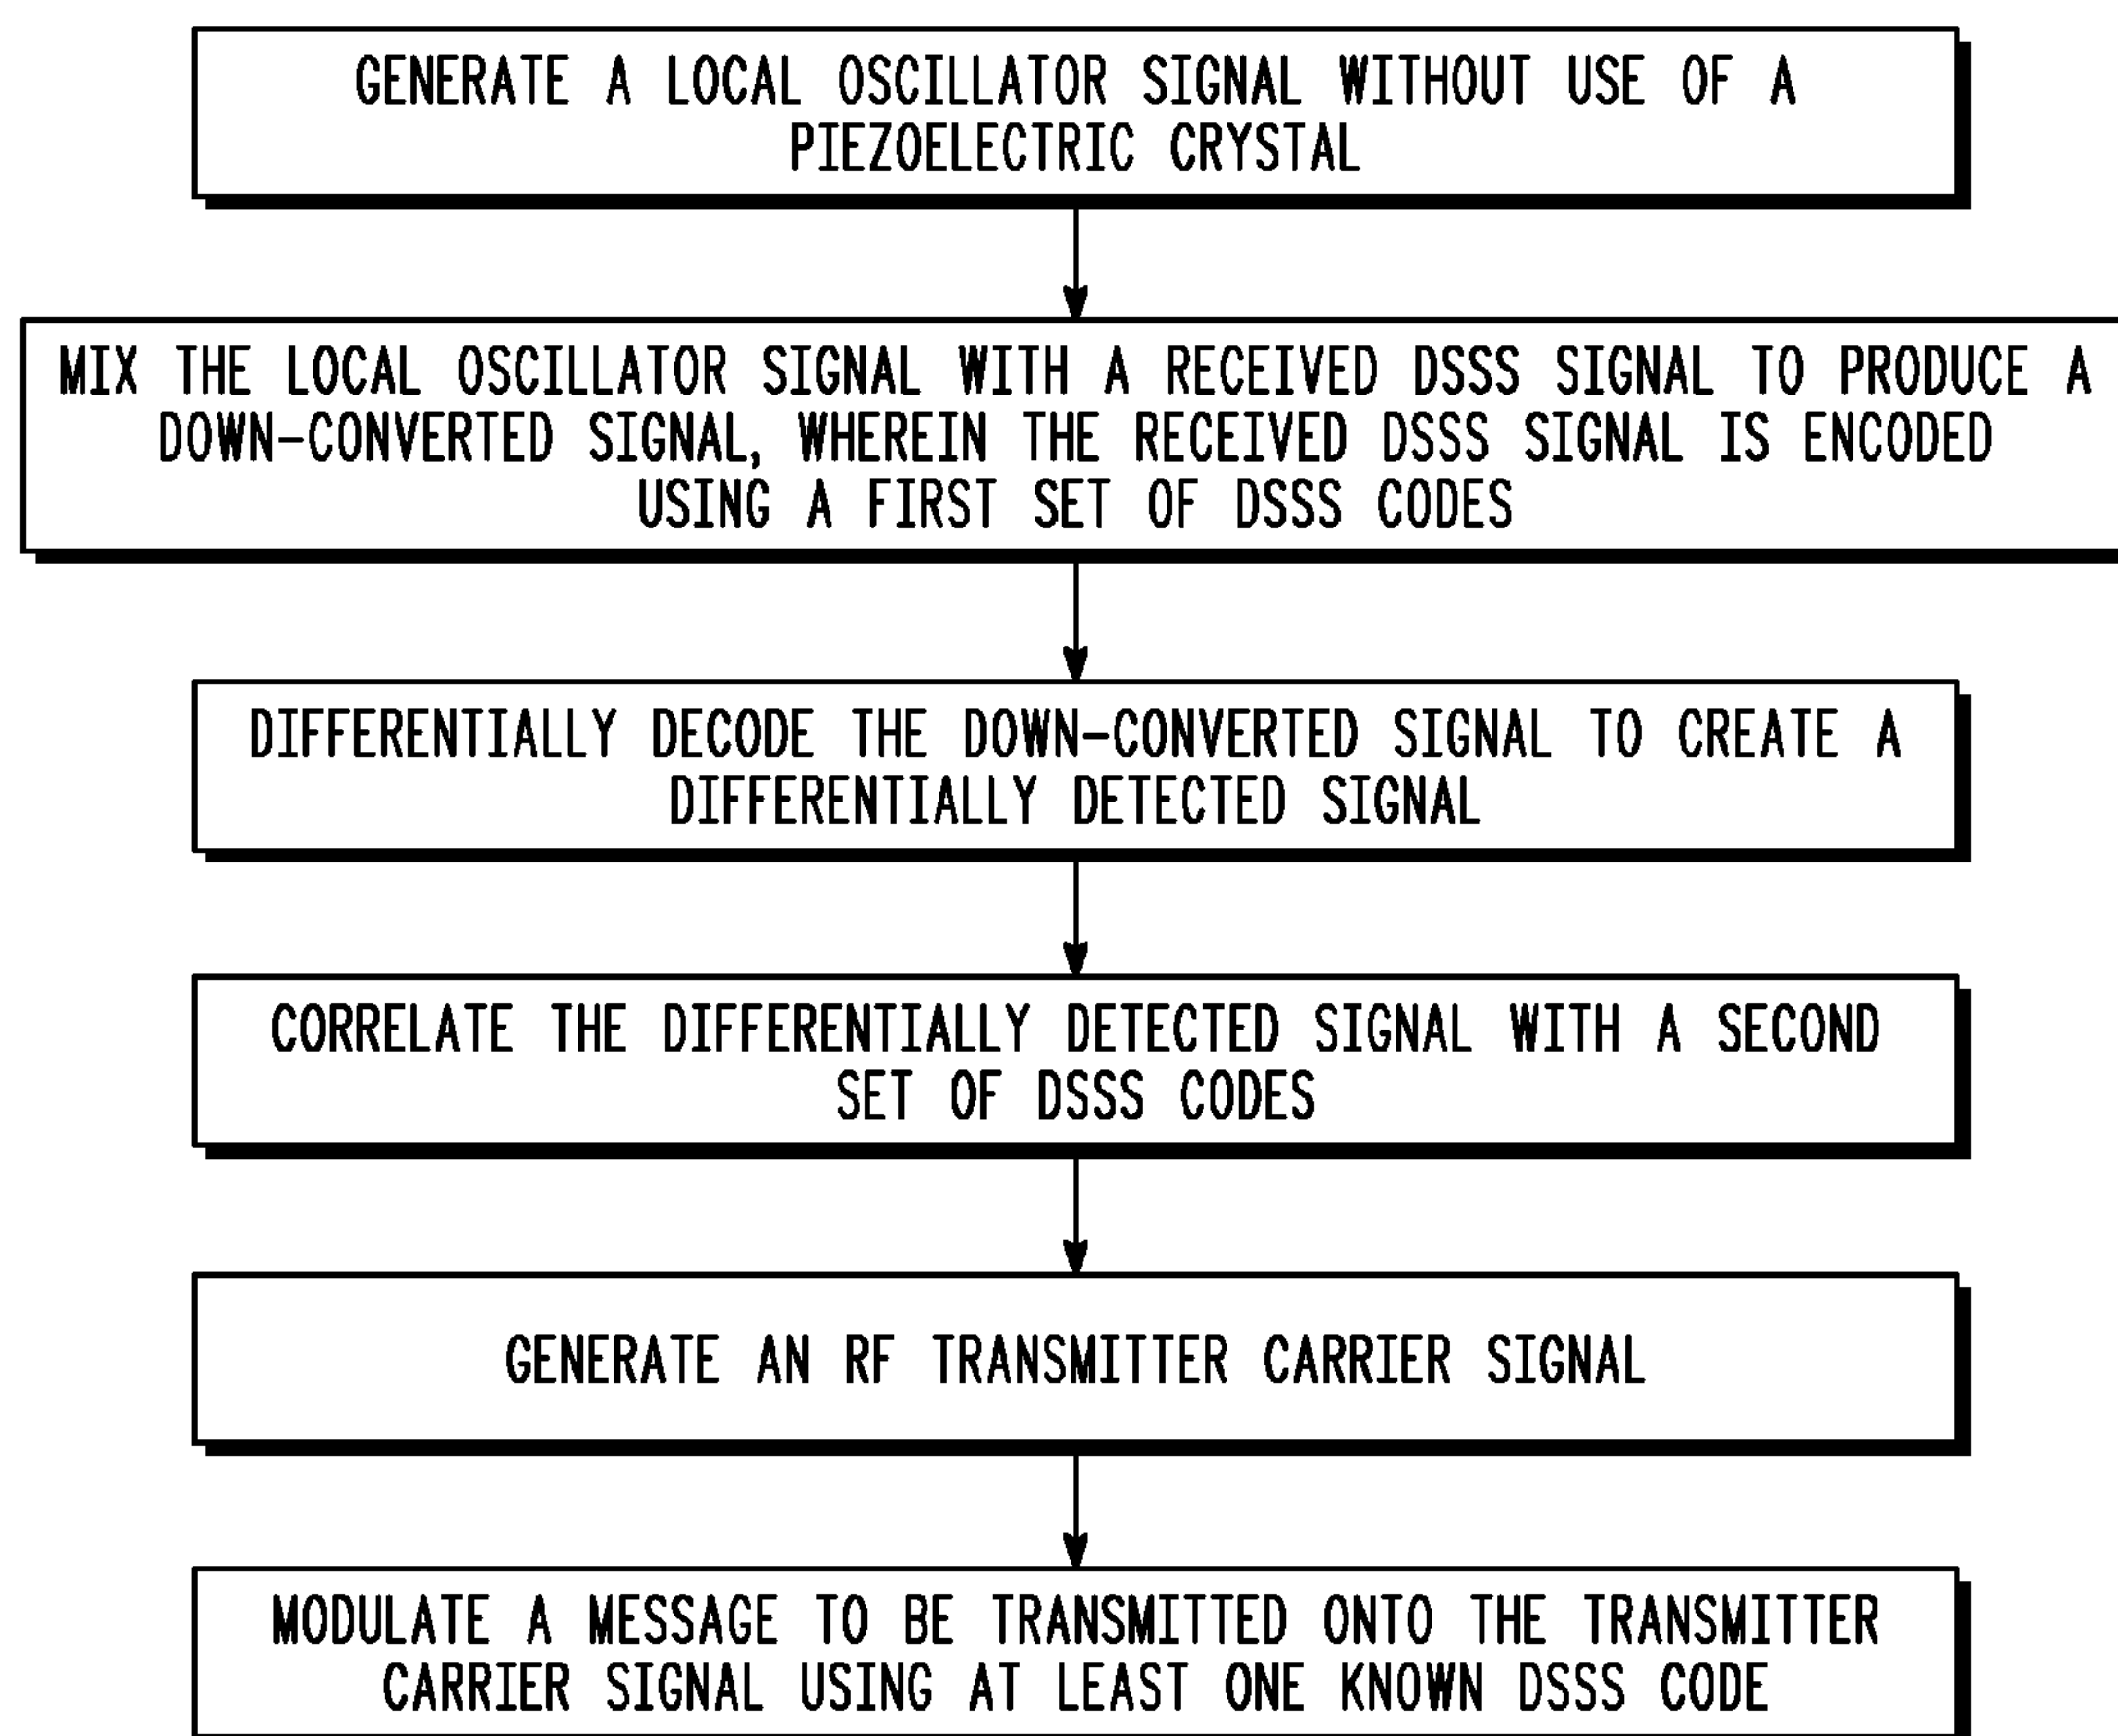 GENERATE A LOCAL OSCILLATOR SIGNAL WITHOUT USE OF A
PIEZOELECTRIC CRYSTAL
MIX THE LOCAL OSCILLATOR SIGNAL WITH A RECEIVED DSSS SIGNAL TO PRODUCE A
DOWN-CONVERTED SIGNAL, WHEREIN THE RECEIVED DSSS SIGNAL IS ENCODED
USING A FIRST SET OF DSSS CODES
DIFFERENTIALLY DECODE THE DOWN-CONVERTED SIGNAL TO CREATE A
DIFFERENTIALLY DETECTED SIGNAL
CORRELATE THE DIFFERENTIALLY DETECTED SIGNAL WITH A SECOND
SET OF DSSS CODES
GENERATE AN RF TRANSMITTER CARRIER SIGNAL
MODULATE A MESSAGE TO BE TRANSMITTED ONTO THE TRANSMITTER
CARRIER SIGNAL USING AT LEAST ONE KNOWN DSSS CODE